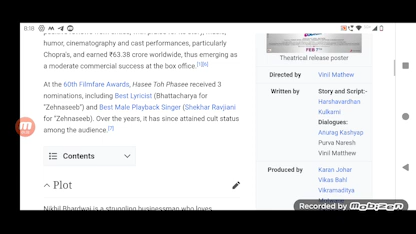 8:18
humor, cinematography and cast performances, particularly
Chopra's, and earned ₹63.38 crore worldwide, thus emerging as
a moderate commercial success at the box office.[1][6]
At the 60th Filmfare Awards, Hasee Toh Phasee received 3
nominations, including Best Lyricist (Bhattacharya for
"Zehnaseeb") and Best Male Playback Singer (Shekhar Ravjiani
for "Zehnaseeb). Over the years, it has since attained cult status
among the audience.[7]
Contents
Plot
Nikhil Bhardwaj is a struggling businessman who loves
FEB 7TH
Theatrical release poster
Directed by
Vinil Mathew
Written by
Story and Script:-
Harshavardhan
Kulkarni
Dialogues:
Anurag Kashyap
Purva Naresh
Vinil Mathew
Produced by
Karan Johar
Vikas Bahl
Vikramaditya
Recorded by Mobizen